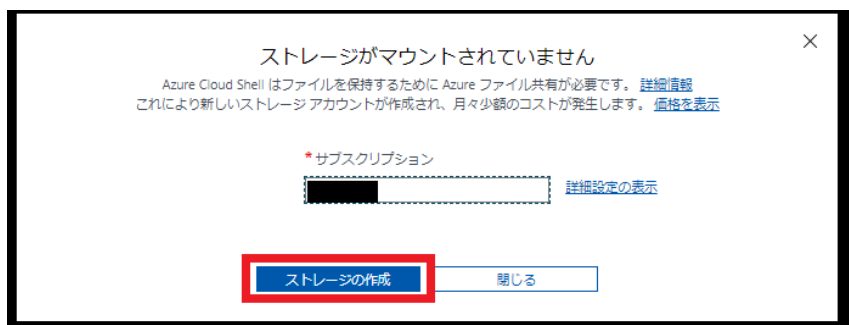 ストレージがマウントされていません
Azure Cloud Shell はファイルを保持するために Azure ファイル共有が必要です。 詳細情報
これにより新しいストレージ アカウントが作成され、月々少額のコストが発生します。 価格を表示
* サブスクリプション
詳細設定の表示
ストレージの作成
閉じる